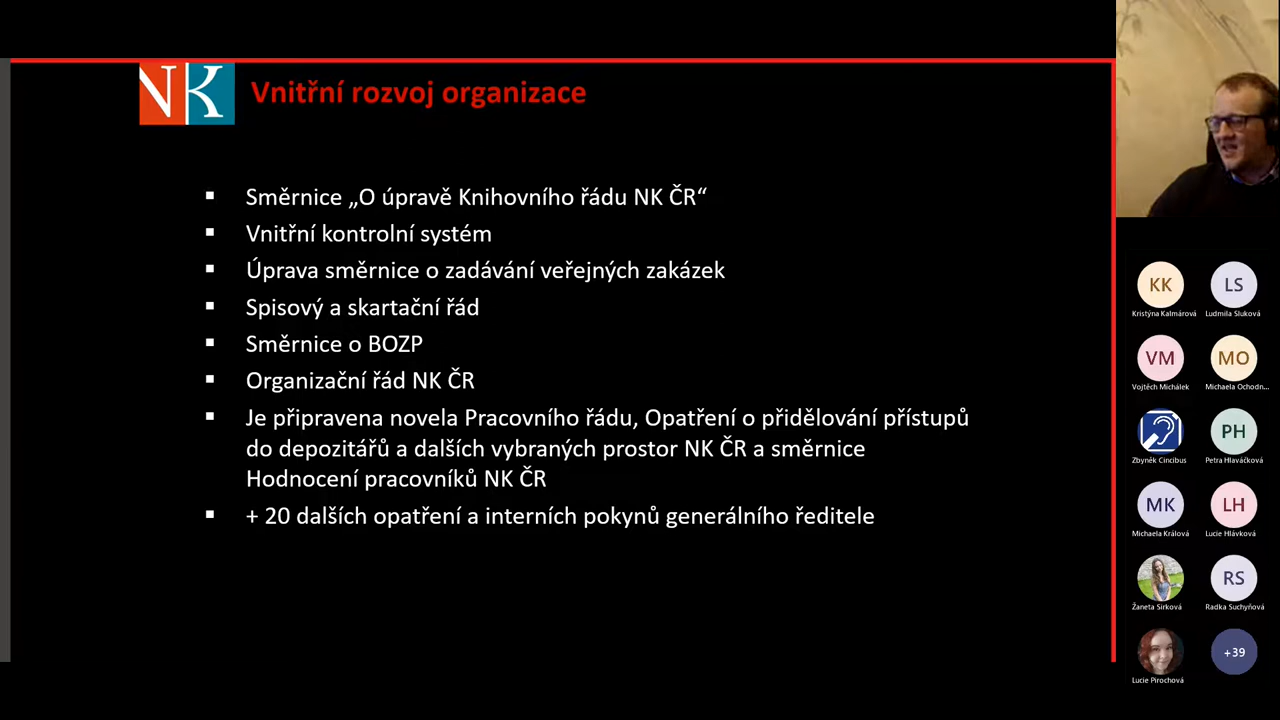 NK
Vnitřní rozvoj organizace
Směrnice „O úpravě Knihovního řádu NK ČR“
Vnitřní kontrolní systém
Úprava směrnice o zadávání veřejných zakázek
Spisový a skartační řád
Směrnice o BOZP
Organizační řád NK ČR
Je připravena novela Pracovního řádu, Opatření o přidělování přístupů
do depozitářů a dalších vybraných prostor NK ČR a směrnice
Hodnocení pracovníků NK ČR
+ 20 dalších opatření a interních pokynů generálního ředitele
KK
LS
Kristýna Kalmárová
Ludmila Sluková
VM
MO
Vojtěch Michálek
Michaela Ochodn...
PH
Zbyněk Cincibus
Petra Hlaváčková
MK
LH
Michaela Králová
Lucie Hlávková
RS
Žaneta Sirková
Radka Suchyňová
+39
Lucie Pirochová